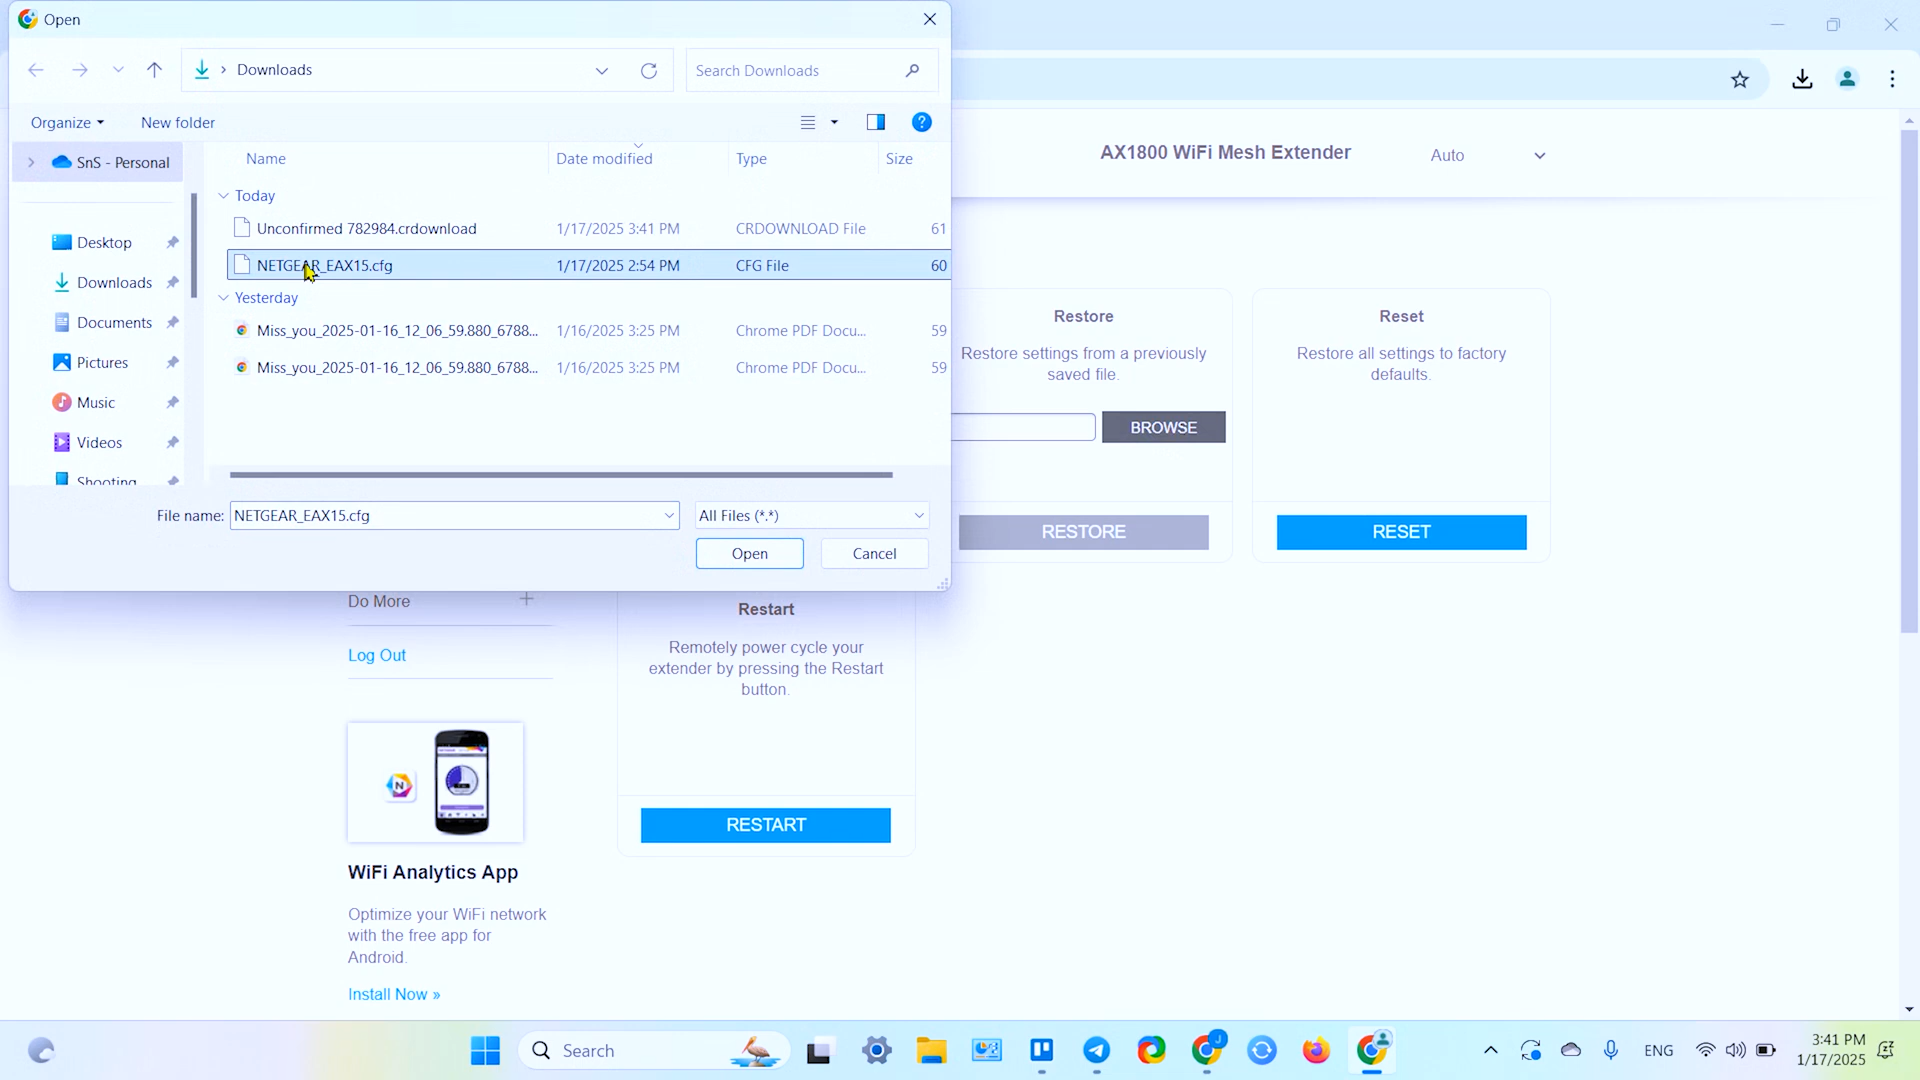 Open
Downloads
Search Downloads
Organize
New folder
SnS - Personal
Desktop
Downloads
Documents
Pictures
Music
Videos
Shooting
Name
Date modified
Type
Size
Today
Unconfirmed 782984.crdownload
1/17/2025 3:41 PM
CRDOWNLOAD File
61
NETGEAR_EAX15.cfg
1/17/2025 2:54 PM
CFG File
60
Yesterday
Miss_you_2025-01-16_12_06_59.880_6788...
1/16/2025 3:25 PM
Chrome PDF Docu...
59
Miss_you_2025-01-16_12_06_59.880_6788...
1/16/2025 3:25 PM
Chrome PDF Docu...
59
File name:
NETGEAR_EAX15.cfg
All Files (*.*)
Open
Cancel
AX1800 WiFi Mesh Extender
Auto
Restore
Restore settings from a previously
saved file.
BROWSE
RESTORE
Reset
Restore all settings to factory
defaults.
RESET
Do More
Log Out
Restart
Remotely power cycle your
extender by pressing the Restart
button.
RESTART
WiFi Analytics App
Optimize your WiFi network
with the free app for
Android.
Install Now »
Search
ENG
3:41 PM
1/17/2025